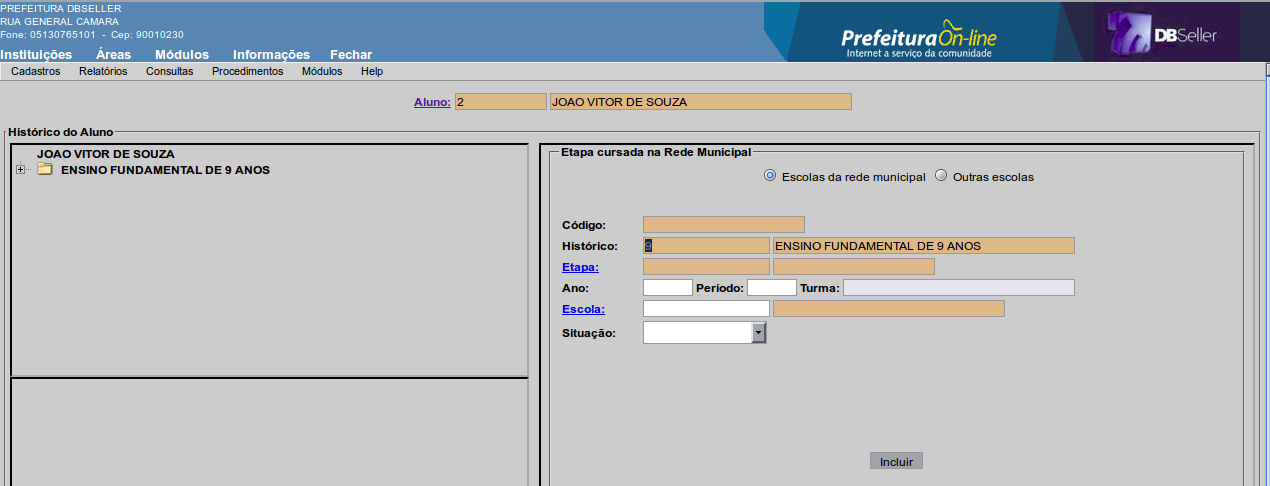 PREFEITURA DBSELLER
RUA GENERAL CAMARA
Fone: 05130765101 - Cep: 90010230
Prefeitura On-line
Internet a serviço da comunidade
DBSeller
Instituições Áreas Módulos Informações Fechar
Cadastros Relatórios Consultas Procedimentos Módulos Help
Aluno: 2 JOAO VITOR DE SOUZA
Histórico do Aluno
JOAO VITOR DE SOUZA
ENSINO FUNDAMENTAL DE 9 ANOS
Etapa cursada na Rede Municipal
Escolas da rede municipal Outras escolas
Código:
Histórico: 9 ENSINO FUNDAMENTAL DE 9 ANOS
Etapa:
Ano: Período: Turma:
Escola:
Situação:
Incluir